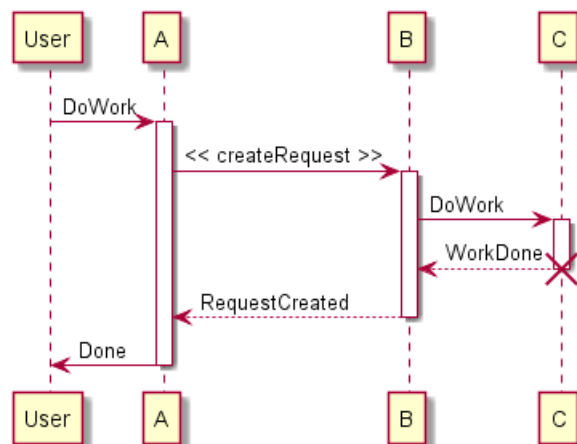 User A B C
DoWork
<< createRequest >>
DoWork
WorkDone
RequestCreated
Done
User A B C